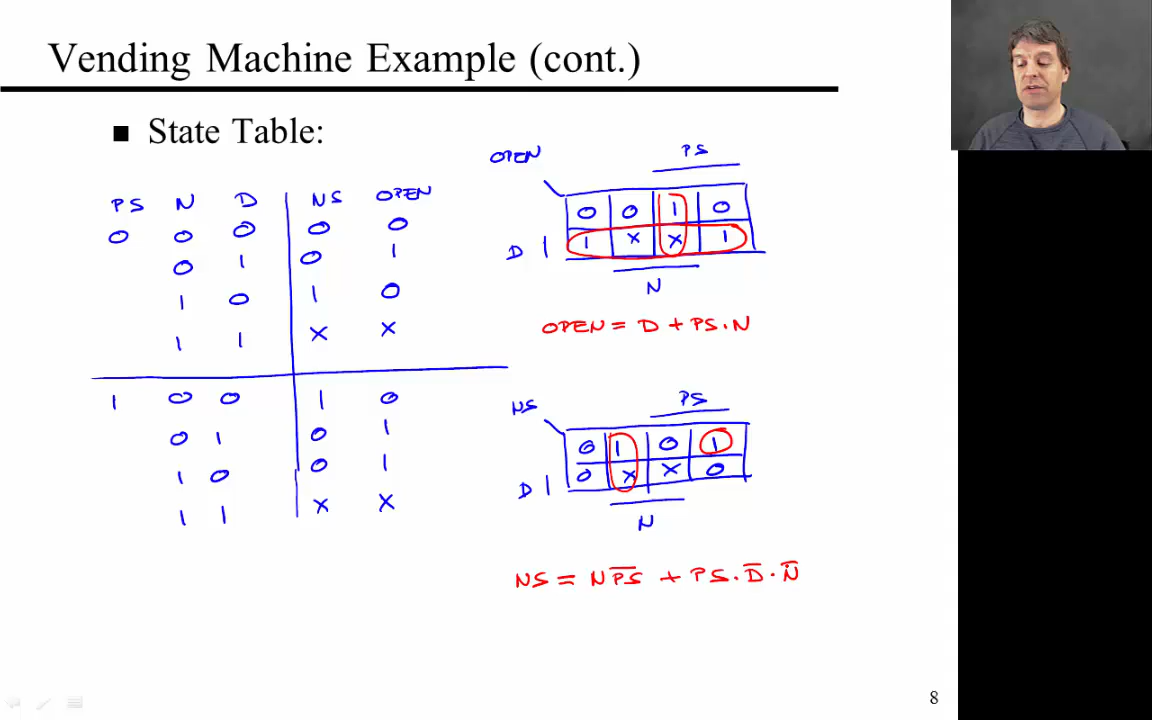 Vending Machine Example (cont.)
■ State Table:
PS N D | NS OPEN
0 0 0 | 0 0
0 1 | 0 1
1 0 | 1 0
1 1 | X X
1 0 0 | 1 0
0 1 | 0 1
1 0 | 0 1
1 1 | X X
OPEN
PS
0 0 1 0
D 1 X X 1
N
OPEN = D + PS·N
NS
PS
0 1 0 1
D 0 X X 0
N
NS = N P̅S̅ + PS·D̅·N̅
8